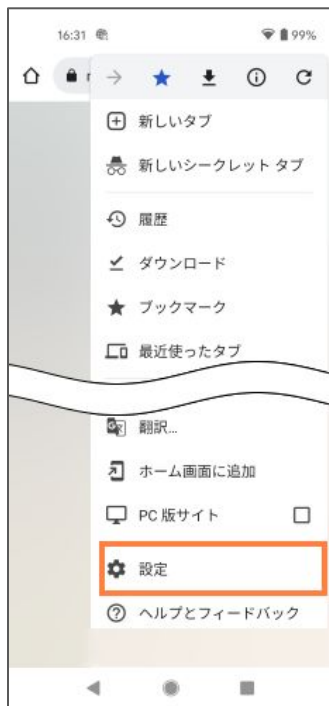 16:31 99%
新しいタブ
新しいシークレット タブ
履歴
ダウンロード
ブックマーク
最近使ったタブ
翻訳...
ホーム画面に追加
PC 版サイト
設定
ヘルプとフィードバック